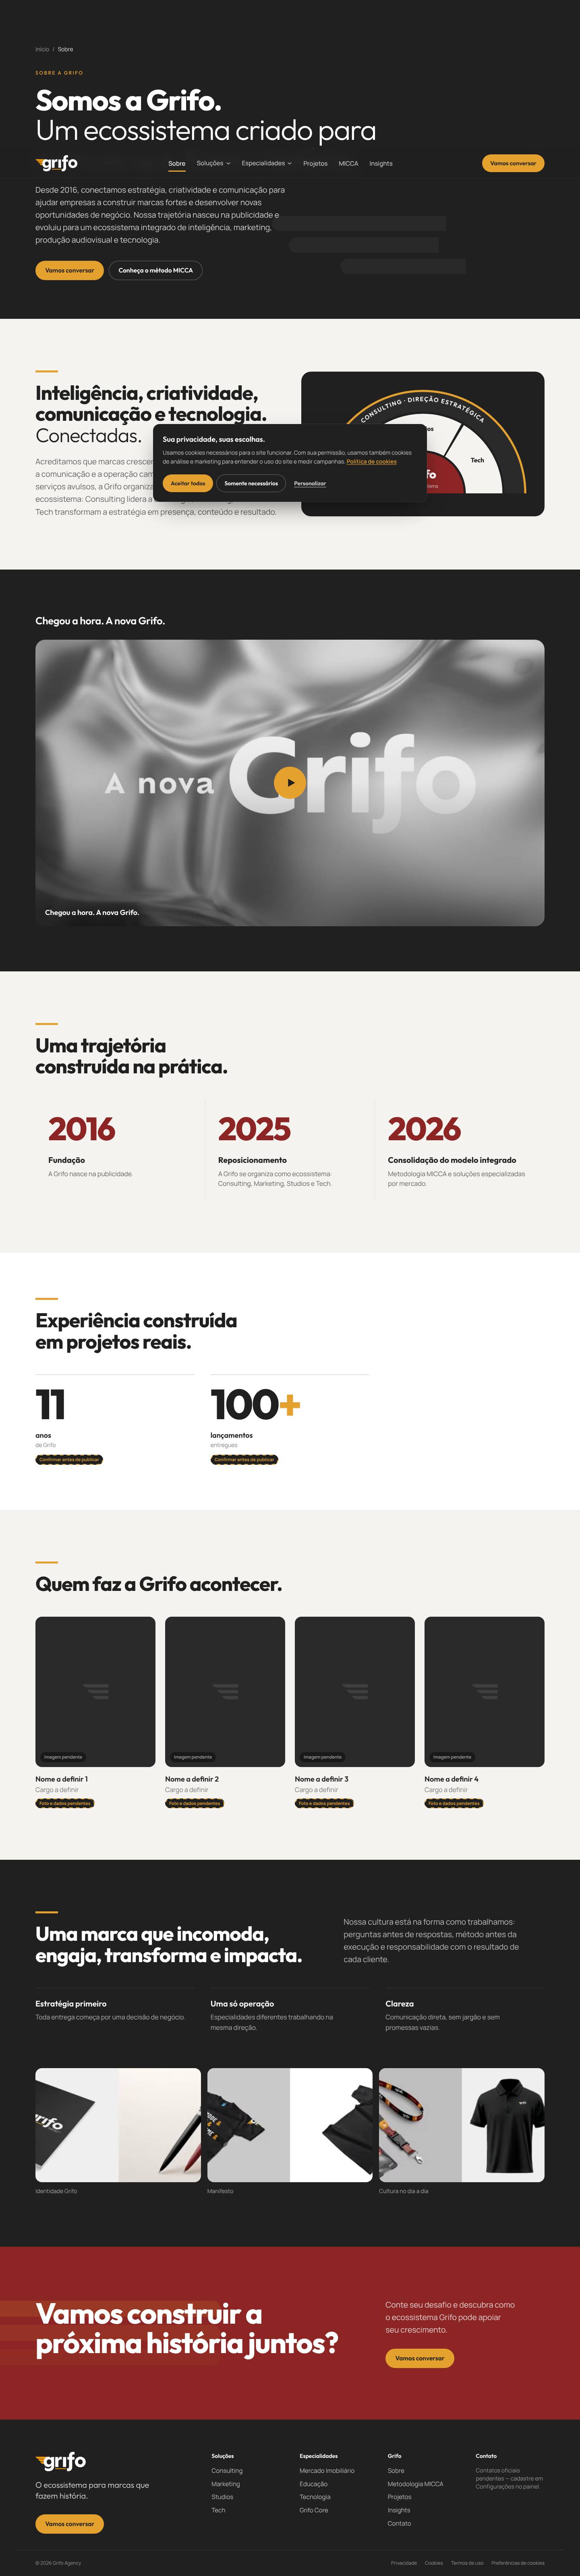 Início / Sobre
SOBRE A GRIFO
Somos a Grifo.
Um ecossistema criado para
grifo
Sobre
Soluções
Especialidades
Projetos
MICCA
Insights
Vamos conversar
Desde 2016, conectamos estratégia, criatividade e comunicação para
ajudar empresas a construir marcas fortes e desenvolver novas
oportunidades de negócio. Nossa trajetória nasceu na publicidade e
evoluiu para um ecossistema integrado de inteligência, marketing,
produção audiovisual e tecnologia.
Vamos conversar
Conheça o método MICCA
Inteligência, criatividade,
comunicação e tecnologia.
Conectadas.
Acreditamos que marcas crescem
a comunicação e a operação cam
serviços avulsos, a Grifo organiza
ecossistema: Consulting lidera a
Tech transformam a estratégia em presença, conteúdo e resultado.
CONSULTING · DIREÇÃO ESTRATÉGICA
Tech
Sua privacidade, suas escolhas.
Usamos cookies necessários para o site funcionar. Com sua permissão, usamos também cookies
de análise e marketing para entender o uso do site e medir campanhas. Política de cookies
Aceitar todos
Somente necessários
Personalizar
Chegou a hora. A nova Grifo.
A nova Grifo
Chegou a hora. A nova Grifo.
Uma trajetória
construída na prática.
2016
Fundação
A Grifo nasce na publicidade.
2025
Reposicionamento
A Grifo se organiza como ecossistema:
Consulting, Marketing, Studios e Tech.
2026
Consolidação do modelo integrado
Metodologia MICCA e soluções especializadas
por mercado.
Experiência construída
em projetos reais.
11
anos
de Grifo
Confirmar antes de publicar
100+
lançamentos
entregues
Confirmar antes de publicar
Quem faz a Grifo acontecer.
Imagem pendente
Nome a definir 1
Cargo a definir
Foto e dados pendentes
Imagem pendente
Nome a definir 2
Cargo a definir
Foto e dados pendentes
Imagem pendente
Nome a definir 3
Cargo a definir
Foto e dados pendentes
Imagem pendente
Nome a definir 4
Cargo a definir
Foto e dados pendentes
Uma marca que incomoda,
engaja, transforma e impacta.
Nossa cultura está na forma como trabalhamos:
perguntas antes de respostas, método antes da
execução e responsabilidade com o resultado de
cada cliente.
Estratégia primeiro
Toda entrega começa por uma decisão de negócio.
Uma só operação
Especialidades diferentes trabalhando na
mesma direção.
Clareza
Comunicação direta, sem jargão e sem
promessas vazias.
Identidade Grifo
Manifesto
Cultura no dia a dia
Vamos construir a
próxima história juntos?
Conte seu desafio e descubra como
o ecossistema Grifo pode apoiar
seu crescimento.
Vamos conversar
grifo
O ecossistema para marcas que
fazem história.
Vamos conversar
Soluções
Consulting
Marketing
Studios
Tech
Especialidades
Mercado Imobiliário
Educação
Tecnologia
Grifo Core
Grifo
Sobre
Metodologia MICCA
Projetos
Insights
Contato
Contato
Contatos oficiais
pendentes — cadastre em
Configurações no painel.
© 2026 Grifo Agency
Privacidade
Cookies
Termos de uso
Preferências de cookies